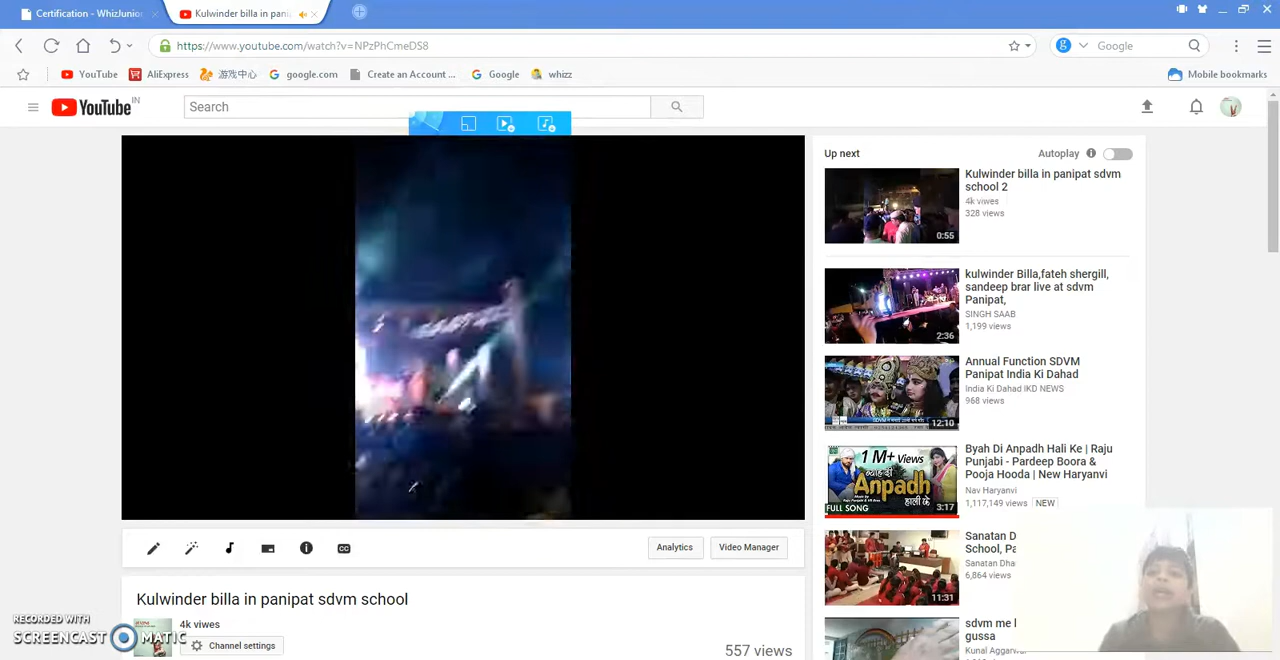 Certification - WhizJunior
Kulwinder billa in pani
https://www.youtube.com/watch?v=NPzPhCmeDS8
Google
YouTube
AliExpress
游戏中心
google.com
Create an Account ...
Google
whizz
Mobile bookmarks
YouTube IN
Search
Up next
Autoplay
Kulwinder billa in panipat sdvm
school 2
4k viwes
328 views
0:55
kulwinder Billa,fateh shergill,
sandeep brar live at sdvm
Panipat,
SINGH SAAB
1,199 views
2:36
Annual Function SDVM
Panipat India Ki Dahad
India Ki Dahad IKD NEWS
968 views
12:10
Byah Di Anpadh Hali Ke | Raju
Punjabi - Pardeep Boora &
Pooja Hooda | New Haryanvi
Nav Haryanvi
1,117,149 views NEW
1 M+ Views
ब्याहदी
Anpadh
हाली के
FULL SONG
3:17
Sanatan D
School, Pa
Sanatan Dha
6,864 views
11:31
sdvm me l
gussa
Kunal Aggarw
CC
Analytics
Video Manager
Kulwinder billa in panipat sdvm school
4k viwes
Channel settings
557 views
RECORDED WITH
SCREENCAST MATIC